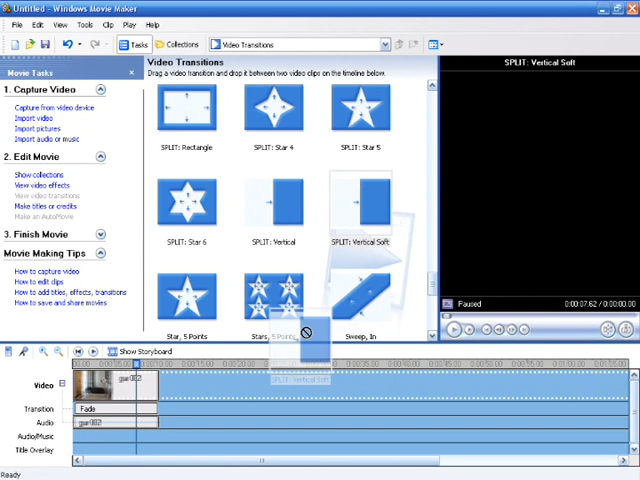 Untitled - Windows Movie Maker
File Edit View Tools Clip Play Help
Tasks Collections Video Transitions
Movie Tasks
1. Capture Video
Capture from video device
Import video
Import pictures
Import audio or music
2. Edit Movie
Show collections
View video effects
View video transitions
Make titles or credits
Make an AutoMovie
3. Finish Movie
Movie Making Tips
How to capture video
How to edit clips
How to add titles, effects, transitions
How to save and share movies
Video Transitions
Drag a video transition and drop it between two video clips on the timeline below.
SPLIT: Rectangle SPLIT: Star 4 SPLIT: Star 5
SPLIT: Star 6 SPLIT: Vertical SPLIT: Vertical Soft
Star, 5 Points Stars, 5 Points, Sweep, In
SPLIT: Vertical Soft
SPLIT: Vertical Soft
Paused 0:00:07.62 / 0:00:00.00
Show Storyboard
Video
Transition Fade
Audio
Audio/Music
Title Overlay
Ready